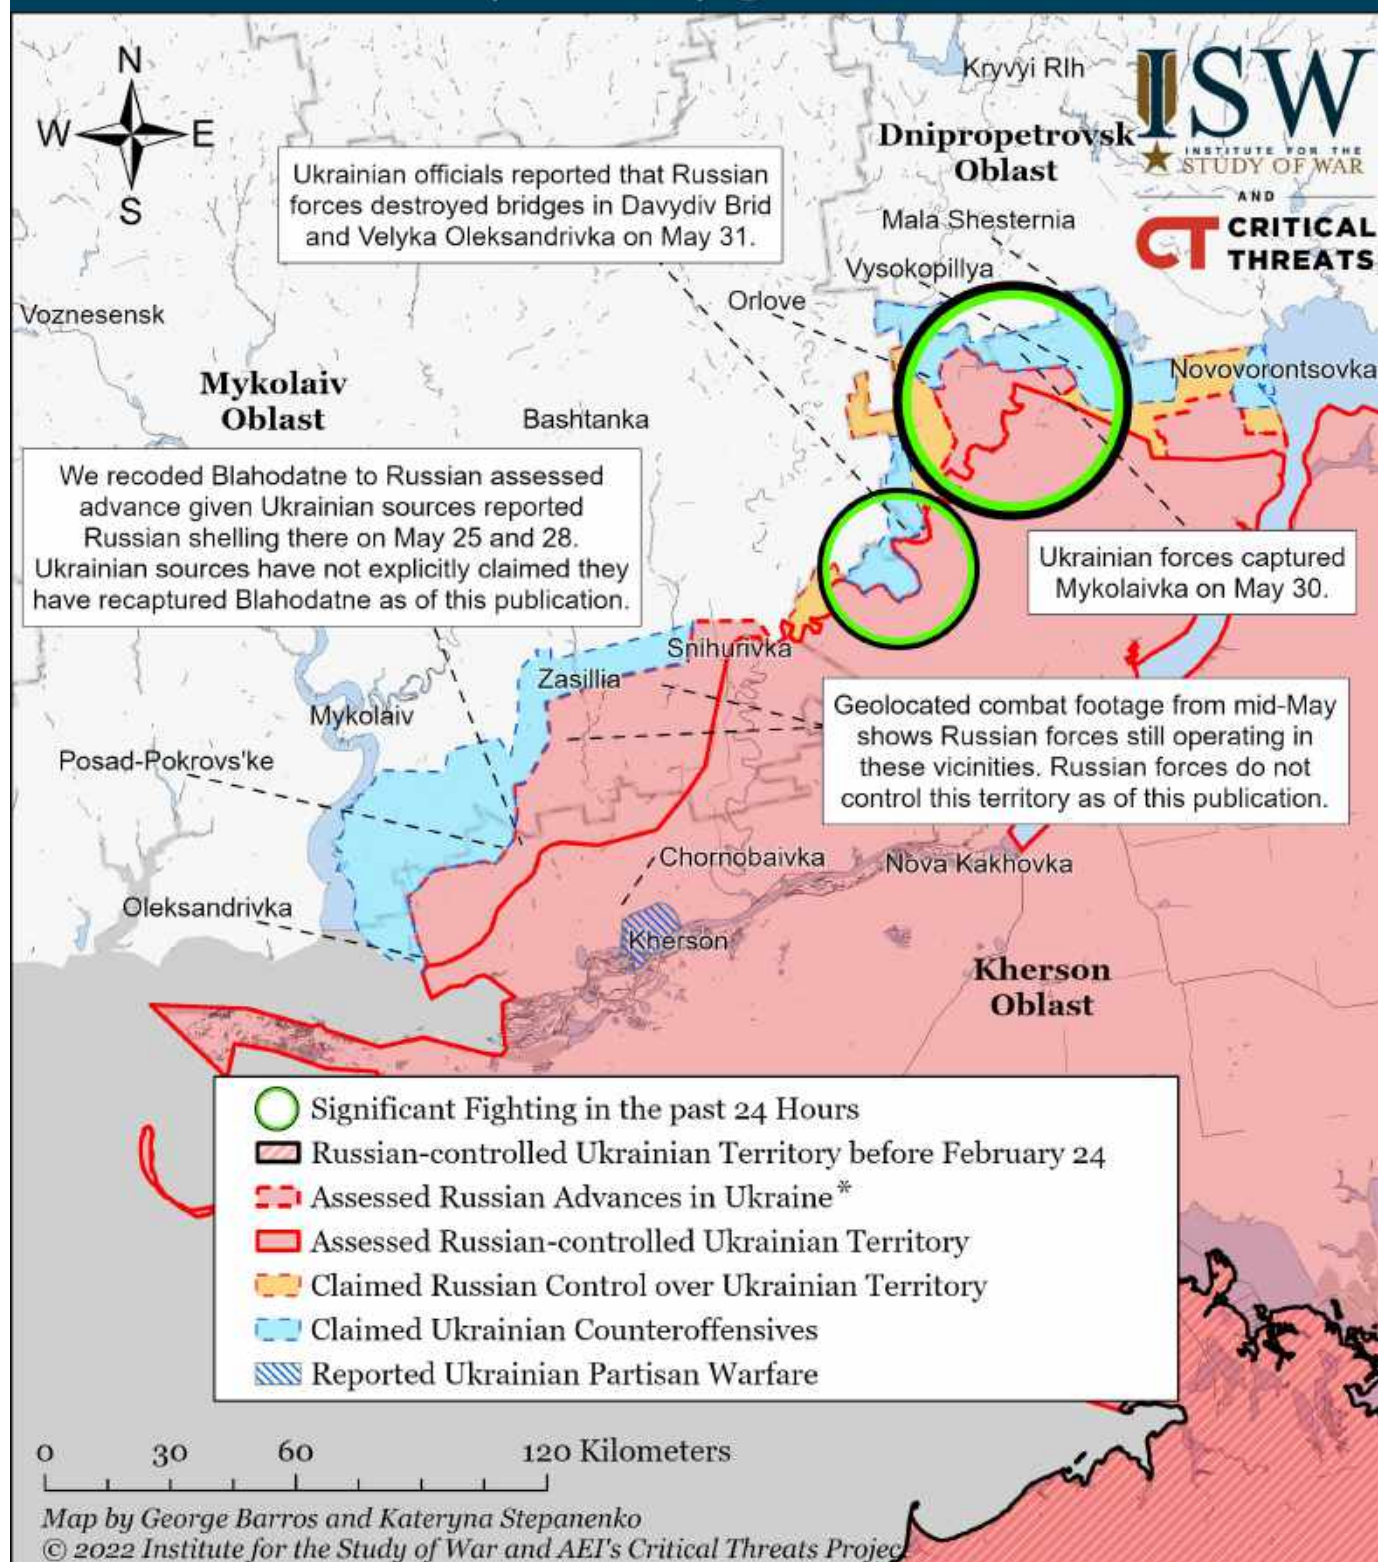 N
W E
S
Kryvyi RIh
ISW
INSTITUTE FOR THE
STUDY OF WAR
AND
CT CRITICAL
THREATS
Dnipropetrovsk
Oblast
Ukrainian officials reported that Russian
forces destroyed bridges in Davydiv Brid
and Velyka Oleksandrivka on May 31.
Mala Shesternia
Vysokopillya
Orlove
Voznesensk
Novovorontsovka
Mykolaiv
Oblast
Bashtanka
We recoded Blahodatne to Russian assessed
advance given Ukrainian sources reported
Russian shelling there on May 25 and 28.
Ukrainian sources have not explicitly claimed they
have recaptured Blahodatne as of this publication.
Ukrainian forces captured
Mykolaivka on May 30.
Snihurivka
Zasillia
Mykolaiv
Geolocated combat footage from mid-May
shows Russian forces still operating in
these vicinities. Russian forces do not
control this territory as of this publication.
Posad-Pokrovs'ke
Chornobaivka
Nova Kakhovka
Oleksandrivka
Kherson
Kherson
Oblast
Significant Fighting in the past 24 Hours
Russian-controlled Ukrainian Territory before February 24
Assessed Russian Advances in Ukraine*
Assessed Russian-controlled Ukrainian Territory
Claimed Russian Control over Ukrainian Territory
Claimed Ukrainian Counteroffensives
Reported Ukrainian Partisan Warfare
0 30 60 120 Kilometers
Map by George Barros and Kateryna Stepanenko
© 2022 Institute for the Study of War and AEI's Critical Threats Project